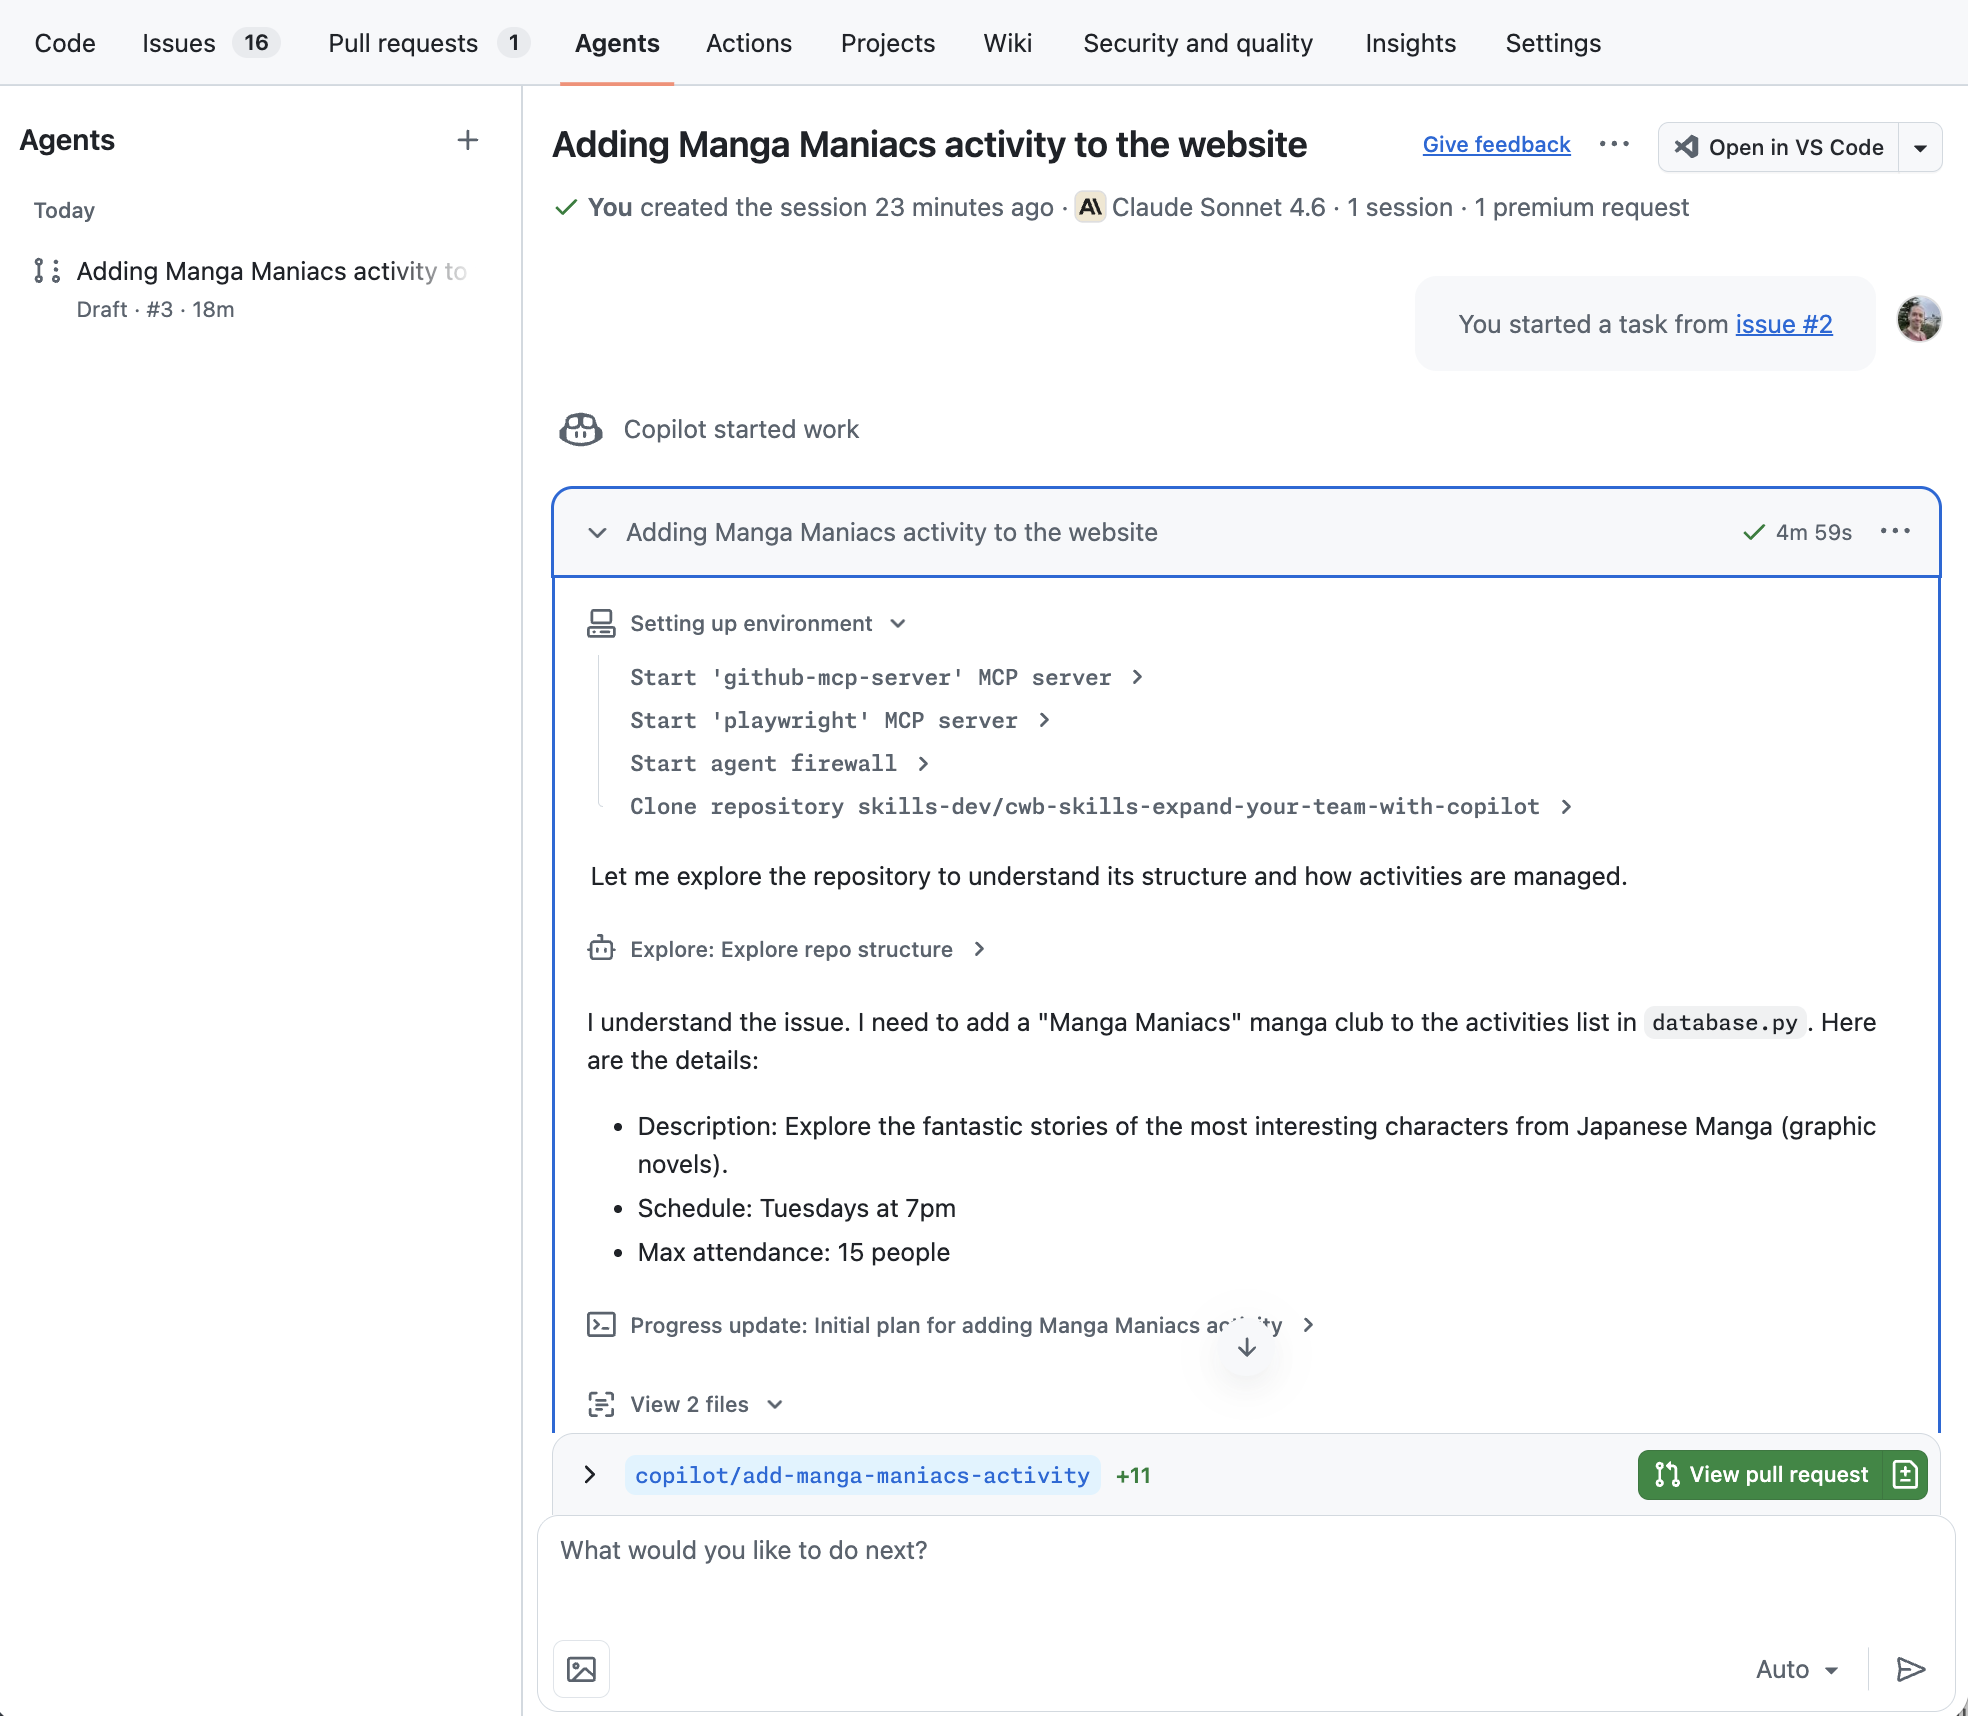 Code Issues 16 Pull requests 1 Agents Actions Projects Wiki Security and quality Insights Settings
Agents
Today
Adding Manga Maniacs activity to
Draft · #3 · 18m
Adding Manga Maniacs activity to the website Give feedback Open in VS Code
You created the session 23 minutes ago · Claude Sonnet 4.6 · 1 session · 1 premium request
You started a task from issue #2
Copilot started work
Adding Manga Maniacs activity to the website 4m 59s
Setting up environment
Start 'github-mcp-server' MCP server
Start 'playwright' MCP server
Start agent firewall
Clone repository skills-dev/cwb-skills-expand-your-team-with-copilot
Let me explore the repository to understand its structure and how activities are managed.
Explore: Explore repo structure
I understand the issue. I need to add a "Manga Maniacs" manga club to the activities list in database.py. Here
are the details:
• Description: Explore the fantastic stories of the most interesting characters from Japanese Manga (graphic
novels).
• Schedule: Tuesdays at 7pm
• Max attendance: 15 people
Progress update: Initial plan for adding Manga Maniacs activity
View 2 files
copilot/add-manga-maniacs-activity +11 View pull request
What would you like to do next?
Auto